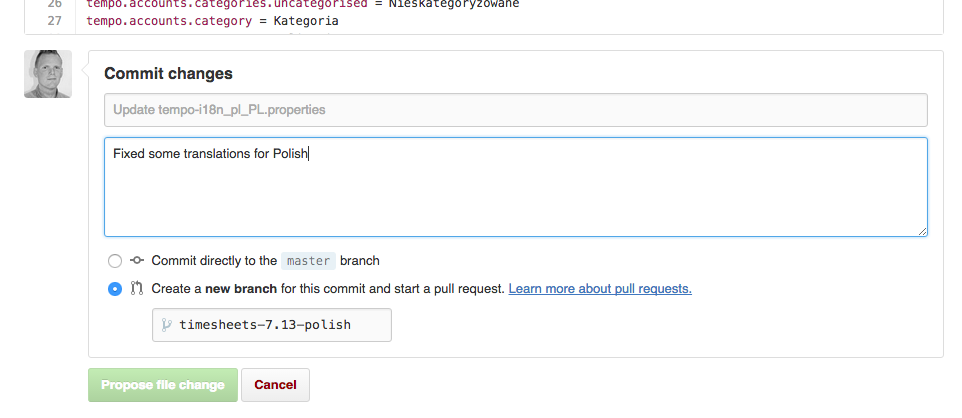 26 tempo.accounts.categories.uncategorised = Nieskategoryzowane
27 tempo.accounts.category = Kategoria
Commit changes
Update tempo-i18n_pl_PL.properties
Fixed some translations for Polish
Commit directly to the master branch
Create a new branch for this commit and start a pull request. Learn more about pull requests.
timesheets-7.13-polish
Propose file change Cancel